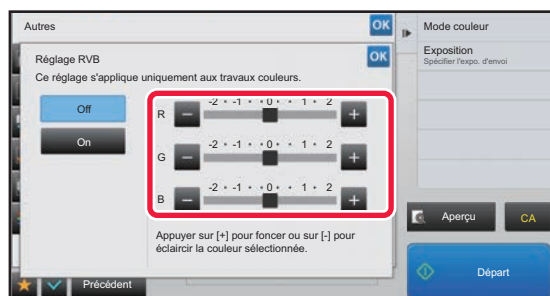 Autres
OK
Réglage RVB
OK
Ce réglage s'applique uniquement aux travaux couleurs.
Off
On
R
-2 • -1 • • 0 • • 1 • 2
G
-2 • -1 • • 0 • • 1 • 2
B
-2 • -1 • • 0 • • 1 • 2
Appuyer sur [+] pour foncer ou sur [-] pour
éclaircir la couleur sélectionnée.
Précédent
Mode couleur
Exposition
Spécifier l'expo. d'envoi
Aperçu
CA
Départ